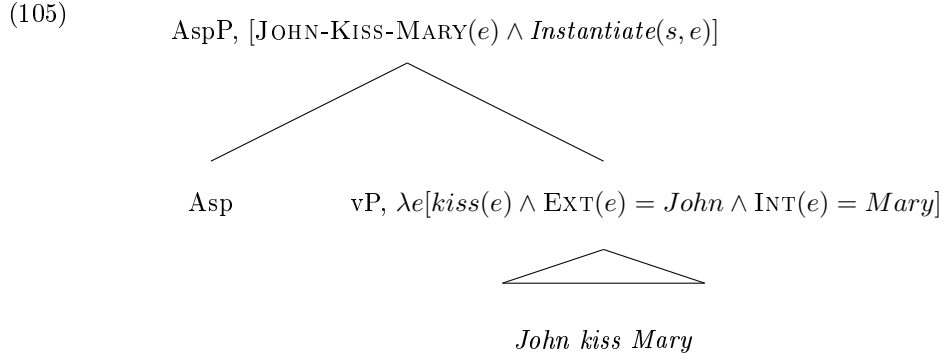 (105)
AspP, [JOHN-KISS-MARY(e) ∧ Instantiate(s, e)]
Asp
vP, λe[kiss(e) ∧ EXT(e) = John ∧ INT(e) = Mary]
John kiss Mary